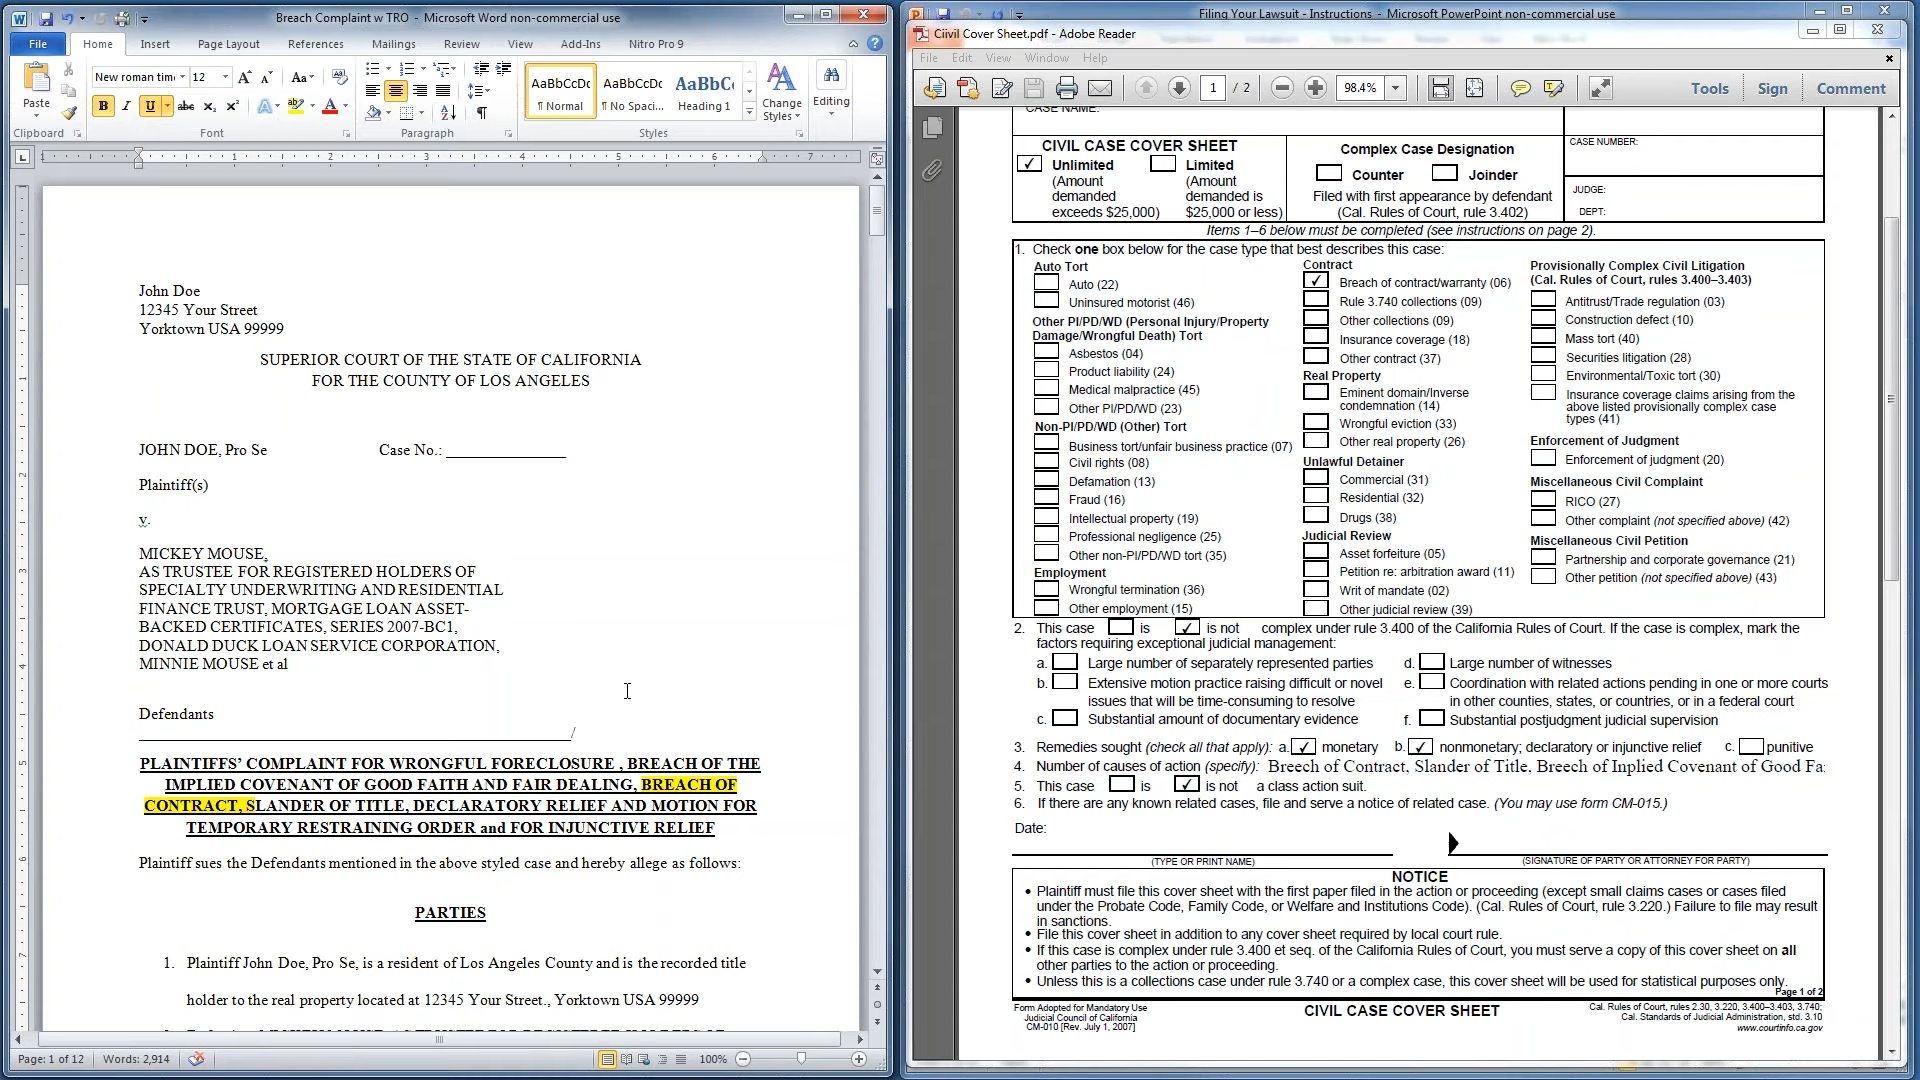 Breach Complaint w TRO - Microsoft Word non-commercial use
File Home Insert Page Layout References Mailings Review View Add-Ins Nitro Pro 9
New roman tim 12
Paste
Clipboard Font Paragraph Styles
AaBbCcDc AaBbCcDc AaBbC
¶ Normal ¶ No Spaci... Heading 1
Change Styles
Editing
1 1 2 3 4 5 6 7
John Doe
12345 Your Street
Yorktown USA 99999
SUPERIOR COURT OF THE STATE OF CALIFORNIA
FOR THE COUNTY OF LOS ANGELES
JOHN DOE, Pro Se Case No.: _______________
Plaintiff(s)
v.
MICKEY MOUSE,
AS TRUSTEE FOR REGISTERED HOLDERS OF
SPECIALTY UNDERWRITING AND RESIDENTIAL
FINANCE TRUST, MORTGAGE LOAN ASSET-
BACKED CERTIFICATES, SERIES 2007-BC1,
DONALD DUCK LOAN SERVICE CORPORATION,
MINNIE MOUSE et al
Defendants
______________________________________________________/
PLAINTIFFS’ COMPLAINT FOR WRONGFUL FORECLOSURE , BREACH OF THE
IMPLIED COVENANT OF GOOD FAITH AND FAIR DEALING, BREACH OF
CONTRACT, SLANDER OF TITLE, DECLARATORY RELIEF AND MOTION FOR
TEMPORARY RESTRAINING ORDER and FOR INJUNCTIVE RELIEF
Plaintiff sues the Defendants mentioned in the above styled case and hereby allege as follows:
PARTIES
1. Plaintiff John Doe, Pro Se, is a resident of Los Angeles County and is the recorded title
holder to the real property located at 12345 Your Street., Yorktown USA 99999
Page: 1 of 12 Words: 2,914 100%
Filing Your Lawsuit - Instructions - Microsoft PowerPoint non-commercial use
Ciivil Cover Sheet.pdf - Adobe Reader
File Edit View Window Help
1 / 2 98.4% Tools Sign Comment
CASE NAME:
CIVIL CASE COVER SHEET
✓ Unlimited Limited
(Amount (Amount
demanded demanded is
exceeds $25,000) $25,000 or less)
Complex Case Designation
Counter Joinder
Filed with first appearance by defendant
(Cal. Rules of Court, rule 3.402)
CASE NUMBER:
JUDGE:
DEPT:
Items 1–6 below must be completed (see instructions on page 2).
1. Check one box below for the case type that best describes this case:
Auto Tort
Auto (22)
Uninsured motorist (46)
Other PI/PD/WD (Personal Injury/Property
Damage/Wrongful Death) Tort
Asbestos (04)
Product liability (24)
Medical malpractice (45)
Other PI/PD/WD (23)
Non-PI/PD/WD (Other) Tort
Business tort/unfair business practice (07)
Civil rights (08)
Defamation (13)
Fraud (16)
Intellectual property (19)
Professional negligence (25)
Other non-PI/PD/WD tort (35)
Employment
Wrongful termination (36)
Other employment (15)
Contract
✓ Breach of contract/warranty (06)
Rule 3.740 collections (09)
Other collections (09)
Insurance coverage (18)
Other contract (37)
Real Property
Eminent domain/Inverse
condemnation (14)
Wrongful eviction (33)
Other real property (26)
Unlawful Detainer
Commercial (31)
Residential (32)
Drugs (38)
Judicial Review
Asset forfeiture (05)
Petition re: arbitration award (11)
Writ of mandate (02)
Other judicial review (39)
Provisionally Complex Civil Litigation
(Cal. Rules of Court, rules 3.400–3.403)
Antitrust/Trade regulation (03)
Construction defect (10)
Mass tort (40)
Securities litigation (28)
Environmental/Toxic tort (30)
Insurance coverage claims arising from the
above listed provisionally complex case
types (41)
Enforcement of Judgment
Enforcement of judgment (20)
Miscellaneous Civil Complaint
RICO (27)
Other complaint (not specified above) (42)
Miscellaneous Civil Petition
Partnership and corporate governance (21)
Other petition (not specified above) (43)
2. This case is ✓ is not complex under rule 3.400 of the California Rules of Court. If the case is complex, mark the
factors requiring exceptional judicial management:
a. Large number of separately represented parties d. Large number of witnesses
b. Extensive motion practice raising difficult or novel e. Coordination with related actions pending in one or more courts
issues that will be time-consuming to resolve in other counties, states, or countries, or in a federal court
c. Substantial amount of documentary evidence f. Substantial postjudgment judicial supervision
3. Remedies sought (check all that apply): a. ✓ monetary b. ✓ nonmonetary; declaratory or injunctive relief c. punitive
4. Number of causes of action (specify): Breech of Contract, Slander of Title, Breech of Inplied Covenant of Good Fa
5. This case is ✓ is not a class action suit.
6. If there are any known related cases, file and serve a notice of related case. (You may use form CM-015.)
Date:
(TYPE OR PRINT NAME) (SIGNATURE OF PARTY OR ATTORNEY FOR PARTY)
NOTICE
• Plaintiff must file this cover sheet with the first paper filed in the action or proceeding (except small claims cases or cases filed
under the Probate Code, Family Code, or Welfare and Institutions Code). (Cal. Rules of Court, rule 3.220.) Failure to file may result
in sanctions.
• File this cover sheet in addition to any cover sheet required by local court rule.
• If this case is complex under rule 3.400 et seq. of the California Rules of Court, you must serve a copy of this cover sheet on all
other parties to the action or proceeding.
• Unless this is a collections case under rule 3.740 or a complex case, this cover sheet will be used for statistical purposes only.
Page 1 of 2
Form Adopted for Mandatory Use
Judicial Council of California
CM-010 [Rev. July 1, 2007]
CIVIL CASE COVER SHEET
Cal. Rules of Court, rules 2.30, 3.220, 3.400–3.403, 3.740;
Cal. Standards of Judicial Administration, std. 3.10
www.courtinfo.ca.gov